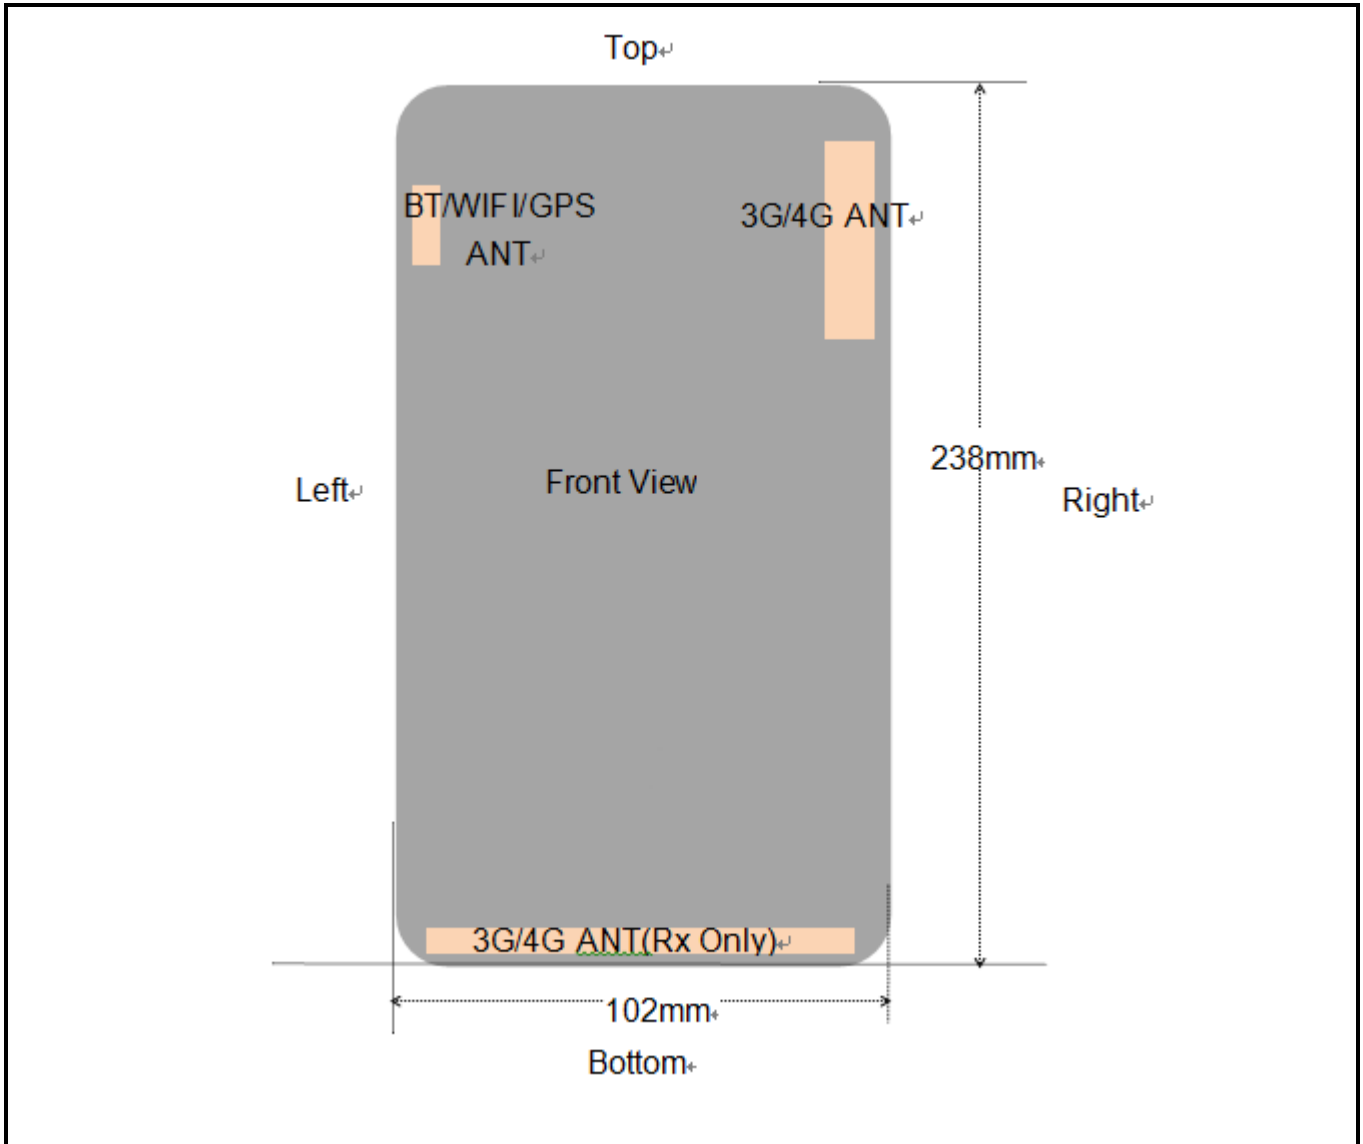 Top
BT/WIFI/GPS
ANT
3G/4G ANT
Front View
238mm
Left
Right
3G/4G ANT(Rx Only)
102mm
Bottom